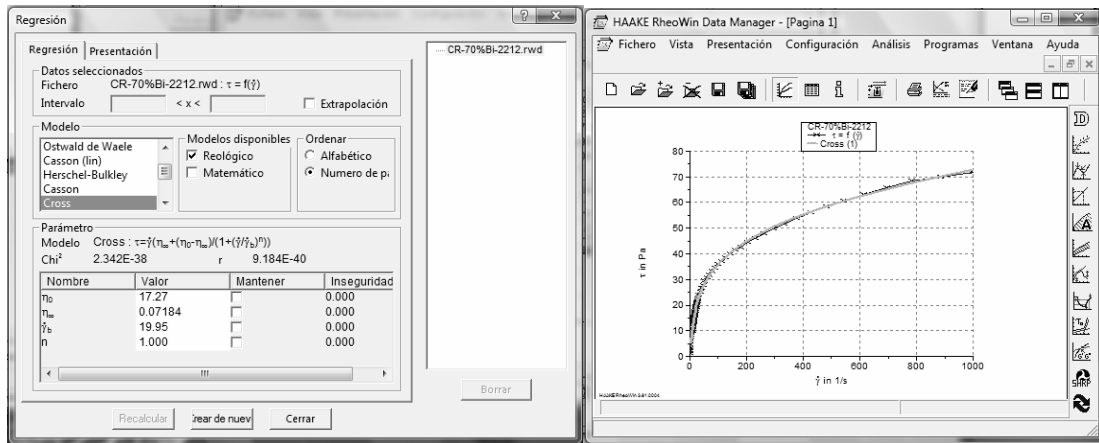 Regresión
Regresión Presentación
Datos seleccionados
Fichero CR-70%Bi-2212.rwd : τ = f(γ̇)
Intervalo < x < Extrapolación
Modelo
Ostwald de Waele
Casson (lin)
Herschel-Bulkley
Casson
Cross
Modelos disponibles
Reológico
Matemático
Ordenar
Alfabético
Numero de pa
Parámetro
Modelo Cross : τ=γ̇(η∞+(η0-η∞)/(1+(γ̇/γ̇b)ⁿ))
Chi² 2.342E-38 r 9.184E-40
Nombre Valor Mantener Inseguridad
η0 17.27 0.000
η∞ 0.07184 0.000
γ̇b 19.95 0.000
n 1.000 0.000
Recalcular rear de nuev Cerrar
CR-70%Bi-2212.rwd
Borrar
HAAKE RheoWin Data Manager - [Pagina 1]
Fichero Vista Presentación Configuración Análisis Programas Ventana Ayuda
CR-70%Bi-2212
τ = f (γ̇)
Cross (1)
80
70
60
50
40
30
20
10
0
τ in Pa
0 200 400 600 800 1000
γ̇ in 1/s
SHRP